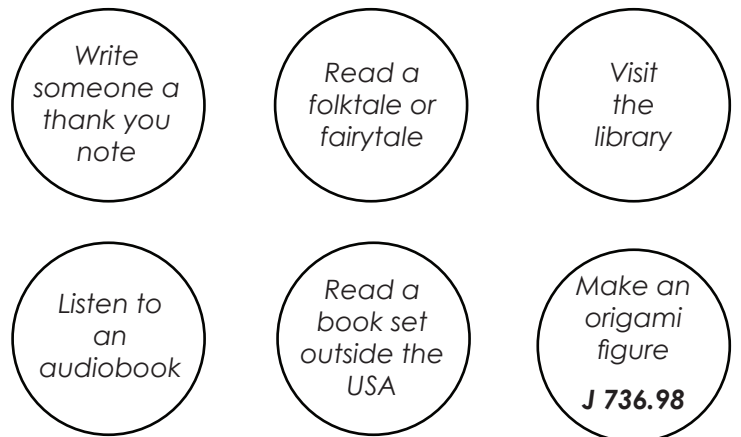 Write
someone a
thank you
note
Read a
folktale or
fairytale
Visit
the
library
Listen to
an
audiobook
Read a
book set
outside the
USA
Make an
origami
figure
J 736.98